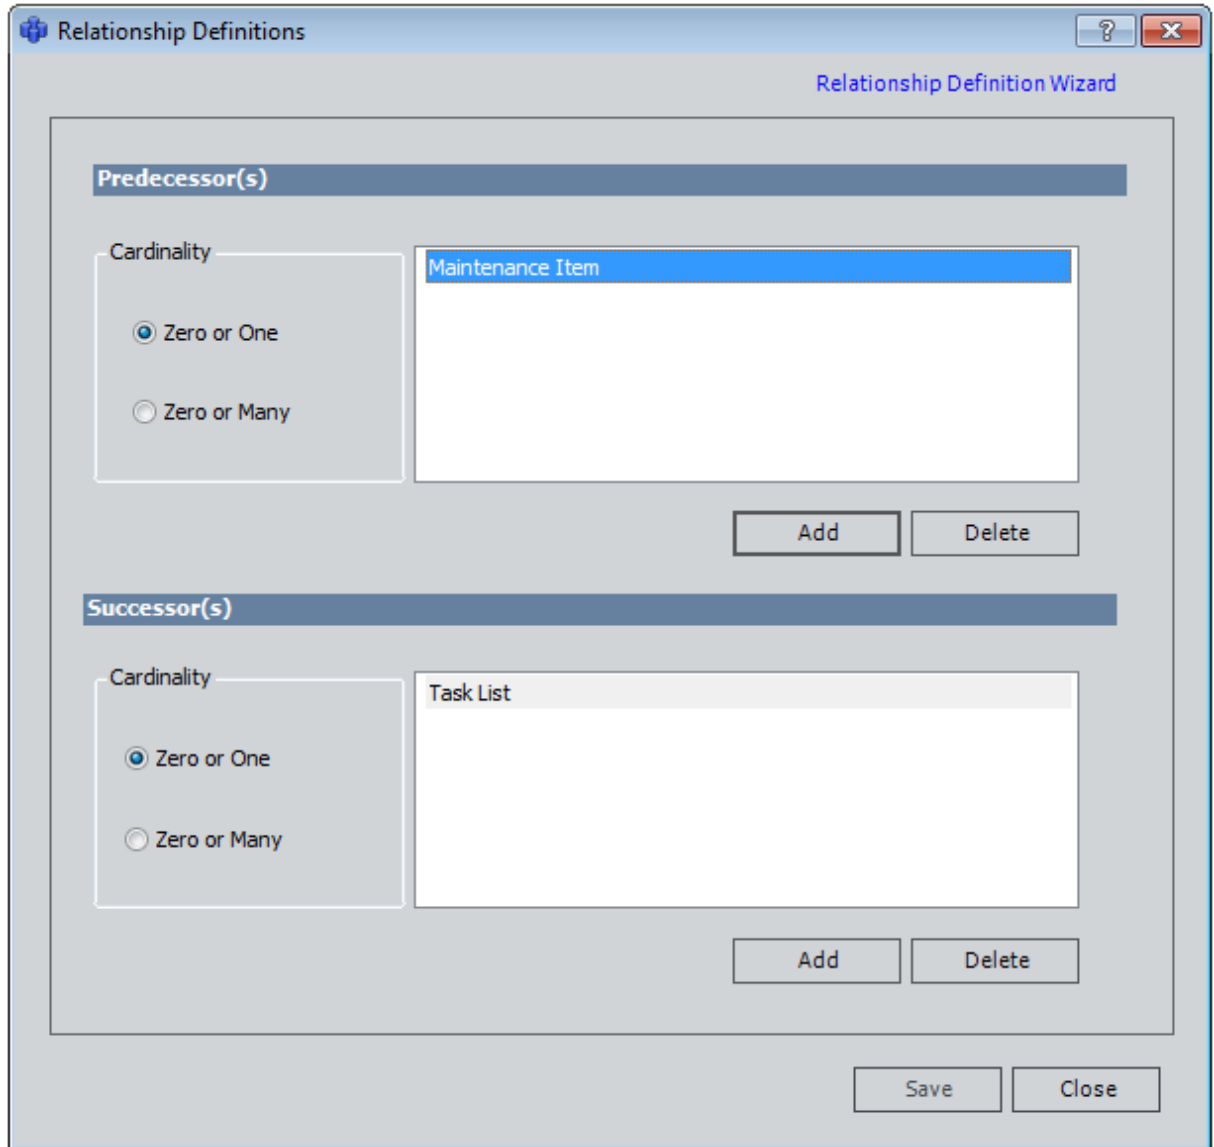 Relationship Definitions
?
Relationship Definition Wizard
Predecessor(s)
Cardinality
Maintenance Item
Zero or One
Zero or Many
Add
Delete
Successor(s)
Cardinality
Task List
Zero or One
Zero or Many
Add
Delete
Save
Close